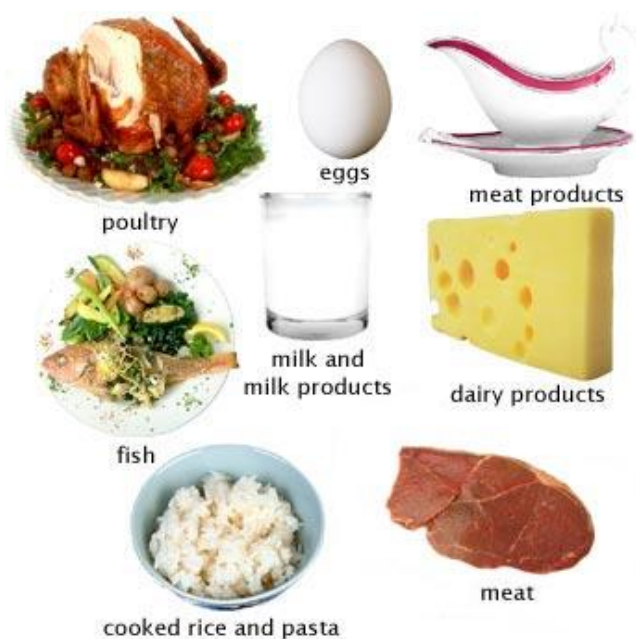 eggs
meat products
poultry
milk and
milk products
dairy products
fish
meat
cooked rice and pasta